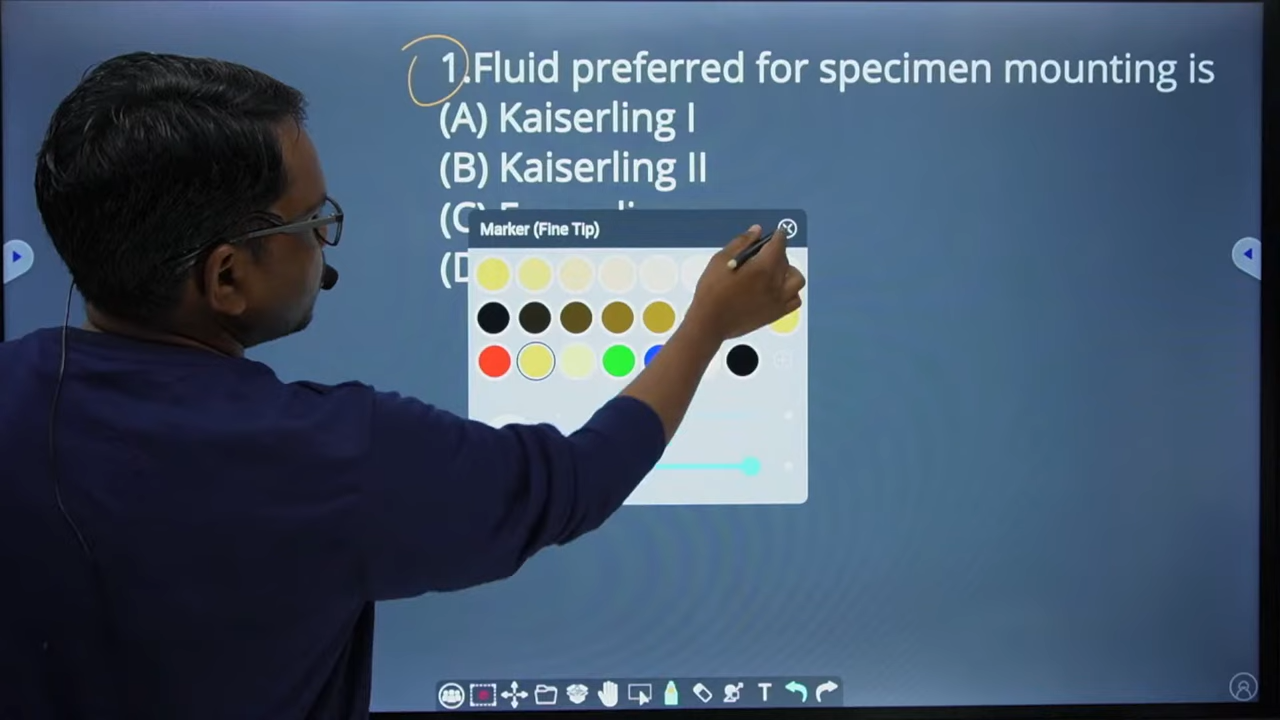 1.Fluid preferred for specimen mounting is
(A) Kaiserling I
(B) Kaiserling II
(C)
(D
Marker (Fine Tip)
T